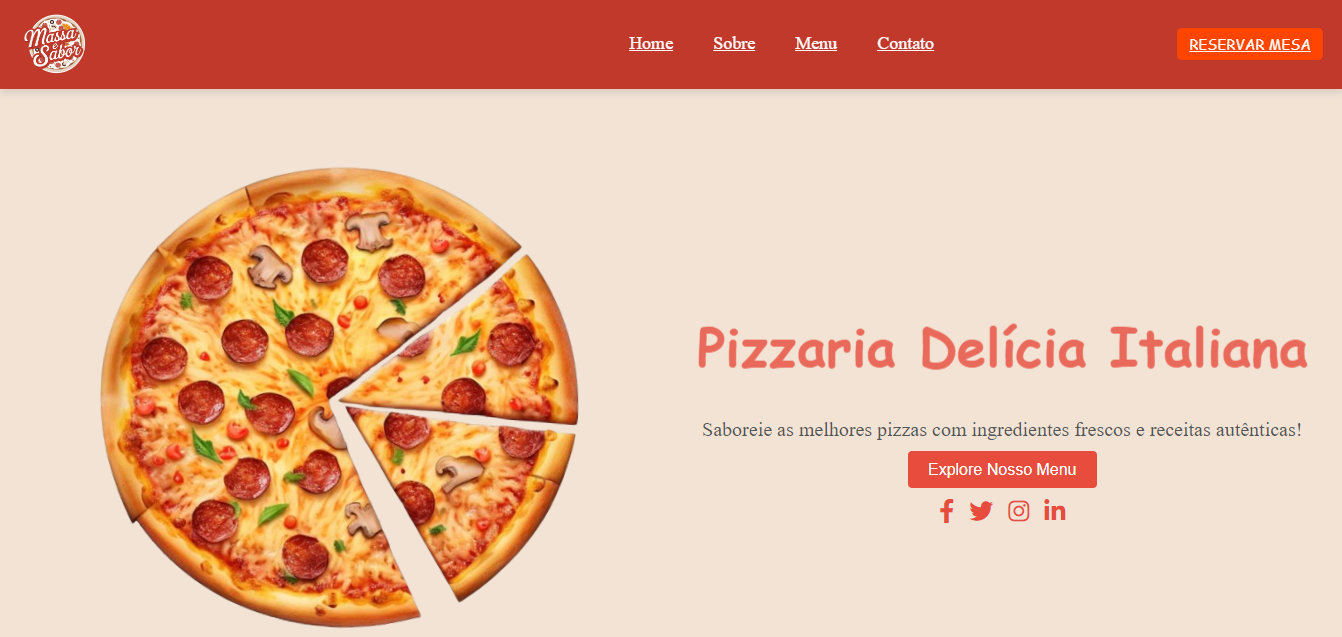 Massa
e
Sabor
Home Sobre Menu Contato
RESERVAR MESA
Pizzaria Delícia Italiana
Saboreie as melhores pizzas com ingredientes frescos e receitas autênticas!
Explore Nosso Menu